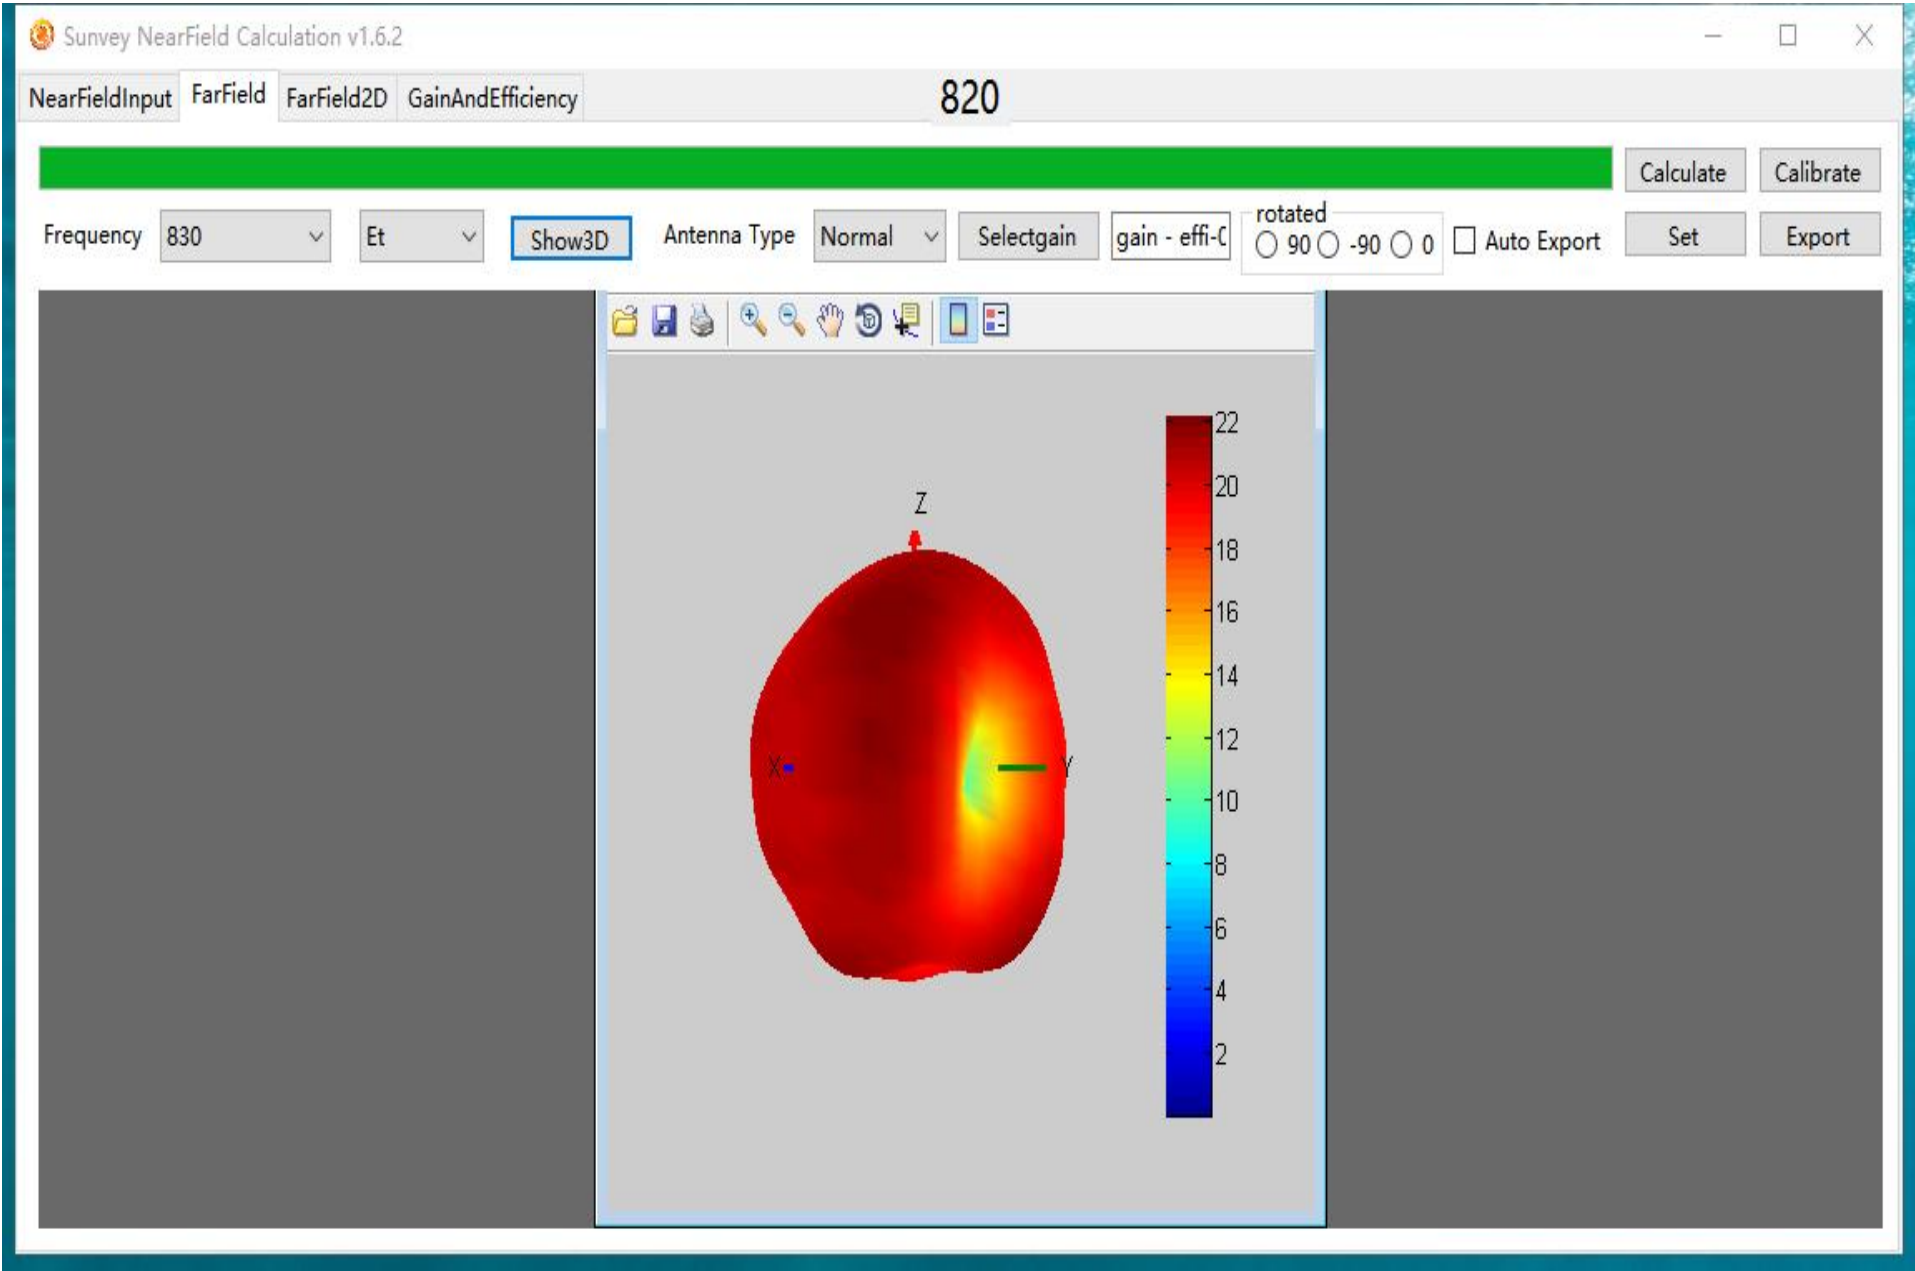 Sunvey NearField Calculation v1.6.2
NearFieldInput FarField FarField2D GainAndEfficiency 820
Calculate Calibrate
Frequency 830 Et Show3D Antenna Type Normal Selectgain gain - effi-C rotated 90 -90 0 Auto Export Set Export
22
Z
20
18
16
14
12
X Y
10
8
6
4
2